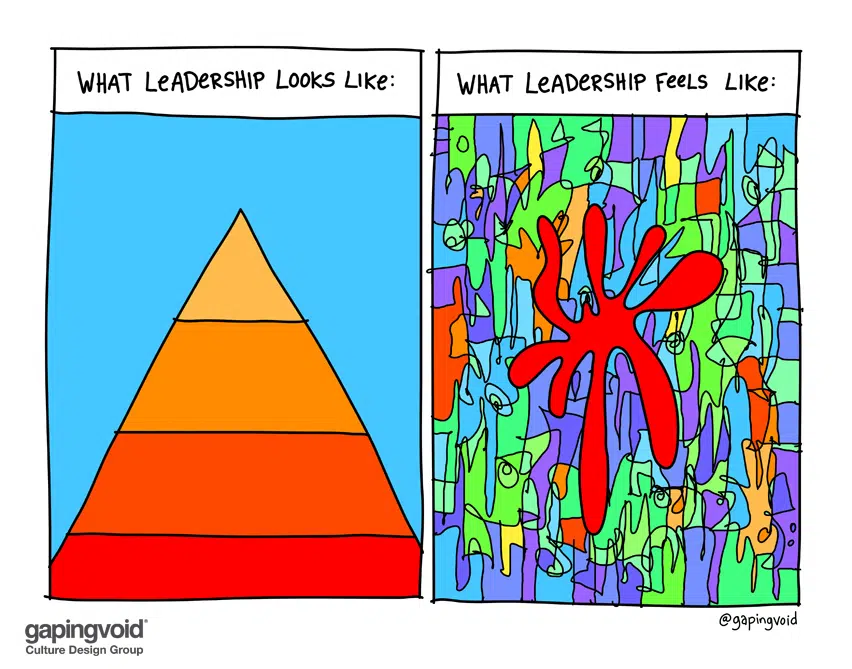 WHAT LEADERSHIP LOOKS LIKE:
WHAT LEADERSHIP FEELS LIKE:
@gapingvoid
gapingvoid®
Culture Design Group